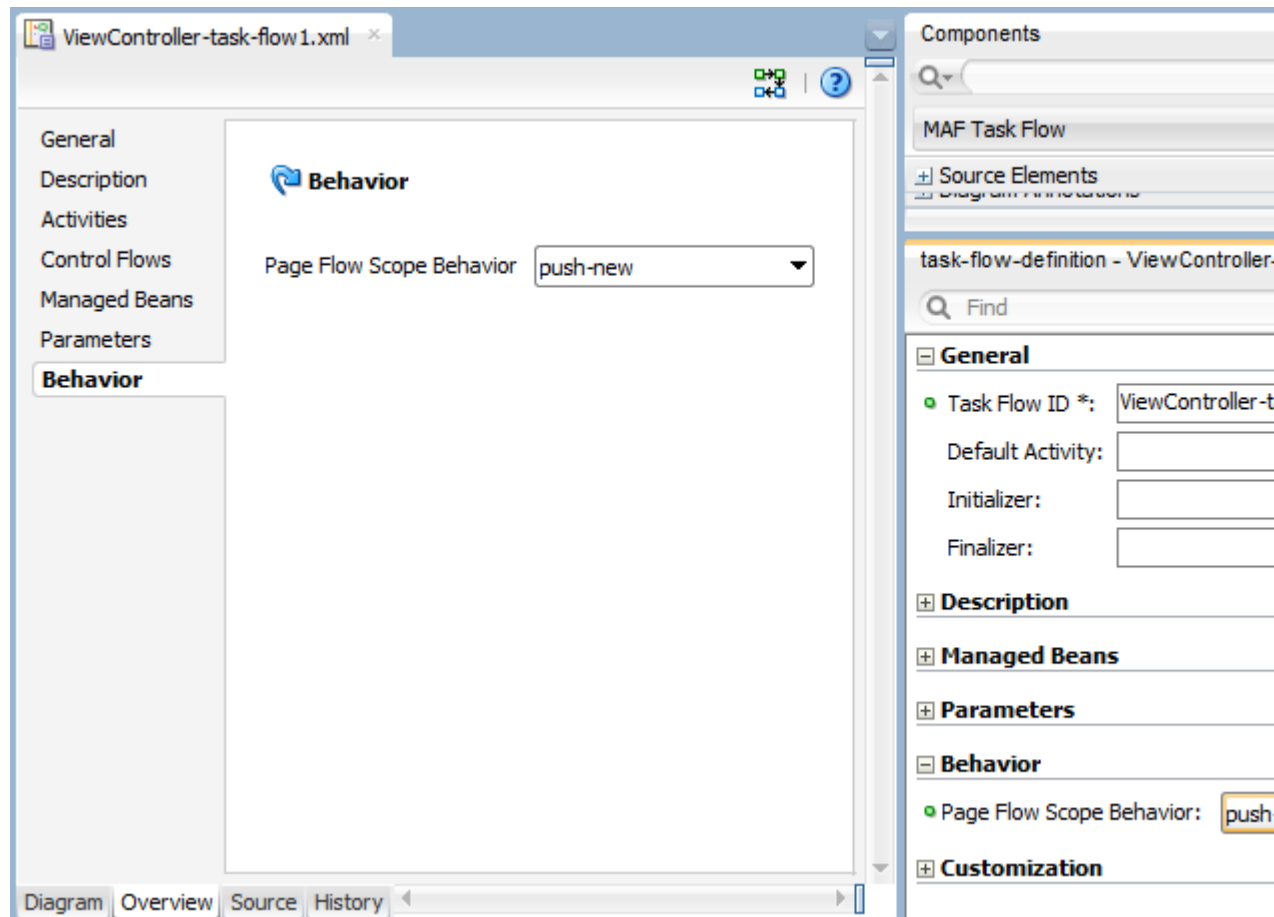 ViewController-task-flow1.xml
General
Description
Activities
Control Flows
Managed Beans
Parameters
Behavior
Behavior
Page Flow Scope Behavior push-new
Diagram Overview Source History
Components
MAF Task Flow
Source Elements
Diagram Annotations
task-flow-definition - ViewController-
Find
General
Task Flow ID *: ViewController-t
Default Activity:
Initializer:
Finalizer:
Description
Managed Beans
Parameters
Behavior
Page Flow Scope Behavior: push-
Customization